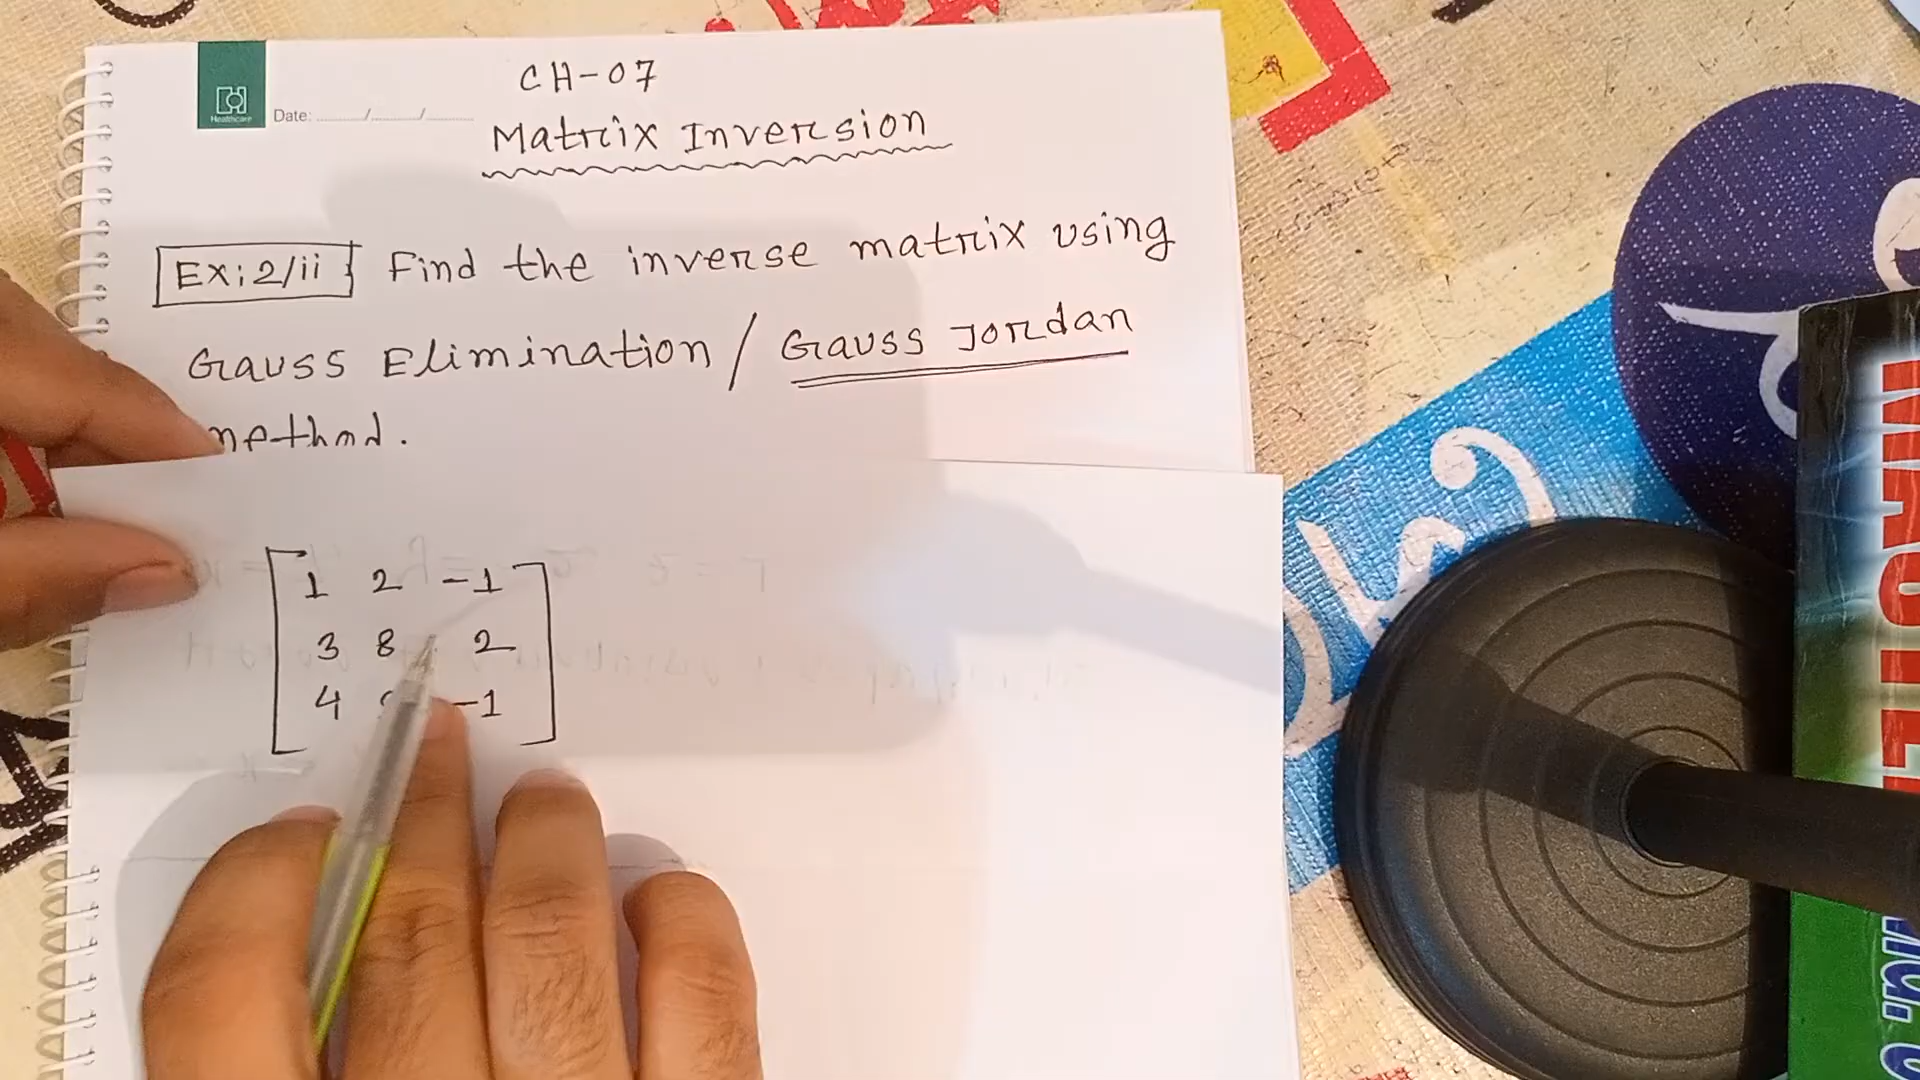 CH-07
Healthcare
Date: ........./........./.........
Matrix Inversion
Ex: 2/ii Find the inverse matrix using
Gauss Elimination / Gauss Jordan
method.
1 2 -1
3 8 2
4 -1